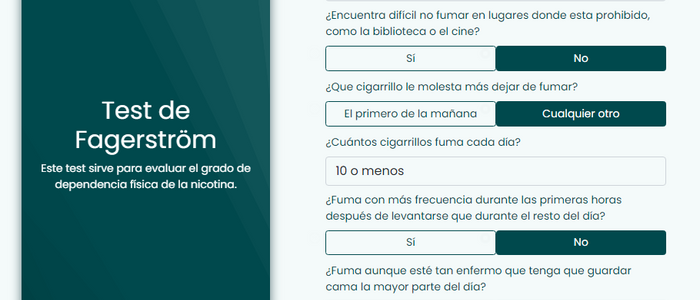 Test de
Fagerström
Este test sirve para evaluar el grado de
dependencia física de la nicotina.
¿Encuentra difícil no fumar en lugares donde esta prohibido,
como la biblioteca o el cine?
Sí
No
¿Que cigarrillo le molesta más dejar de fumar?
El primero de la mañana
Cualquier otro
¿Cuántos cigarrillos fuma cada día?
10 o menos
¿Fuma con más frecuencia durante las primeras horas
después de levantarse que durante el resto del día?
Sí
No
¿Fuma aunque esté tan enfermo que tenga que guardar
cama la mayor parte del día?